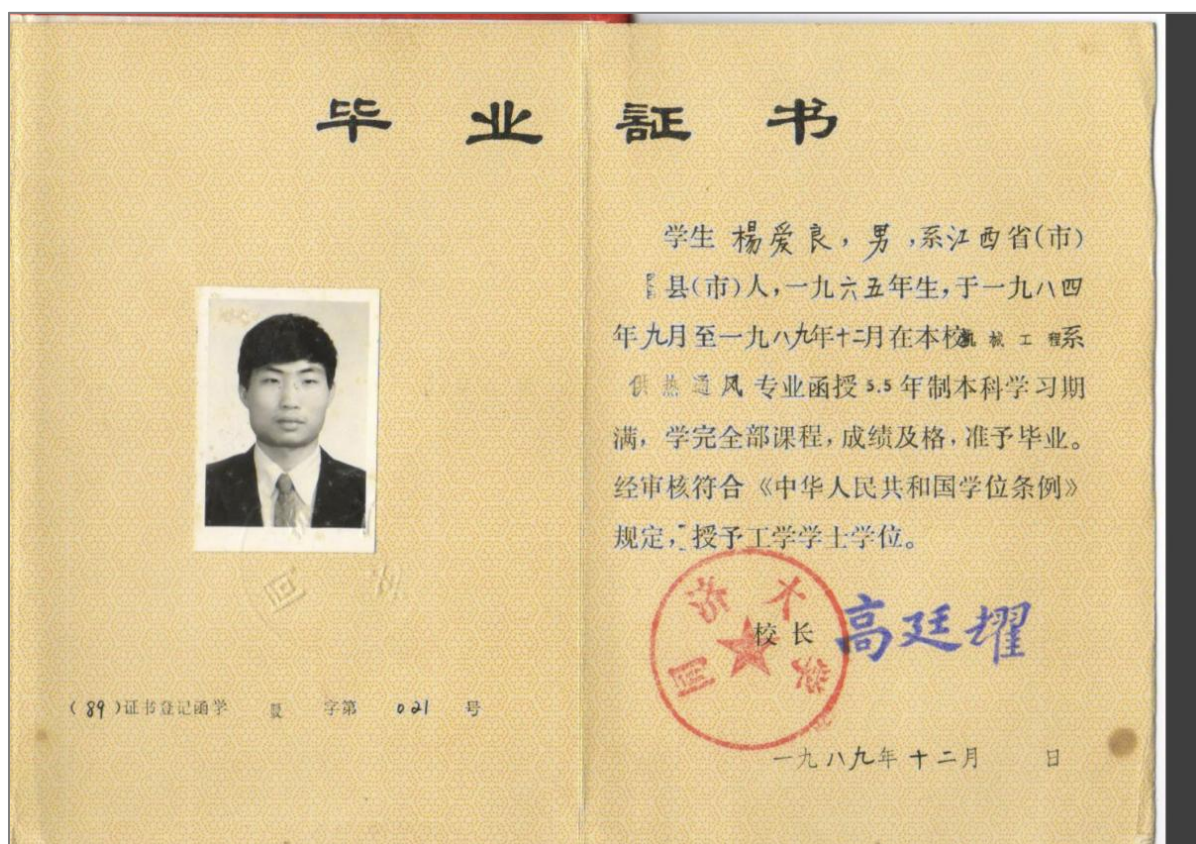 毕业証书
学生 楊爱良，男，系江西省(市)
县(市)人，一九六五年生，于一九八四
年九月至一九八九年十二月在本校机械工程系
供热通风专业函授5.5年制本科学习期
满，学完全部课程，成绩及格，准予毕业。
经审核符合《中华人民共和国学位条例》
规定，授予工学学士学位。
同济大学
校长 高廷耀
(89)证书登记函学 字第 021 号
一九八九年十二月 日